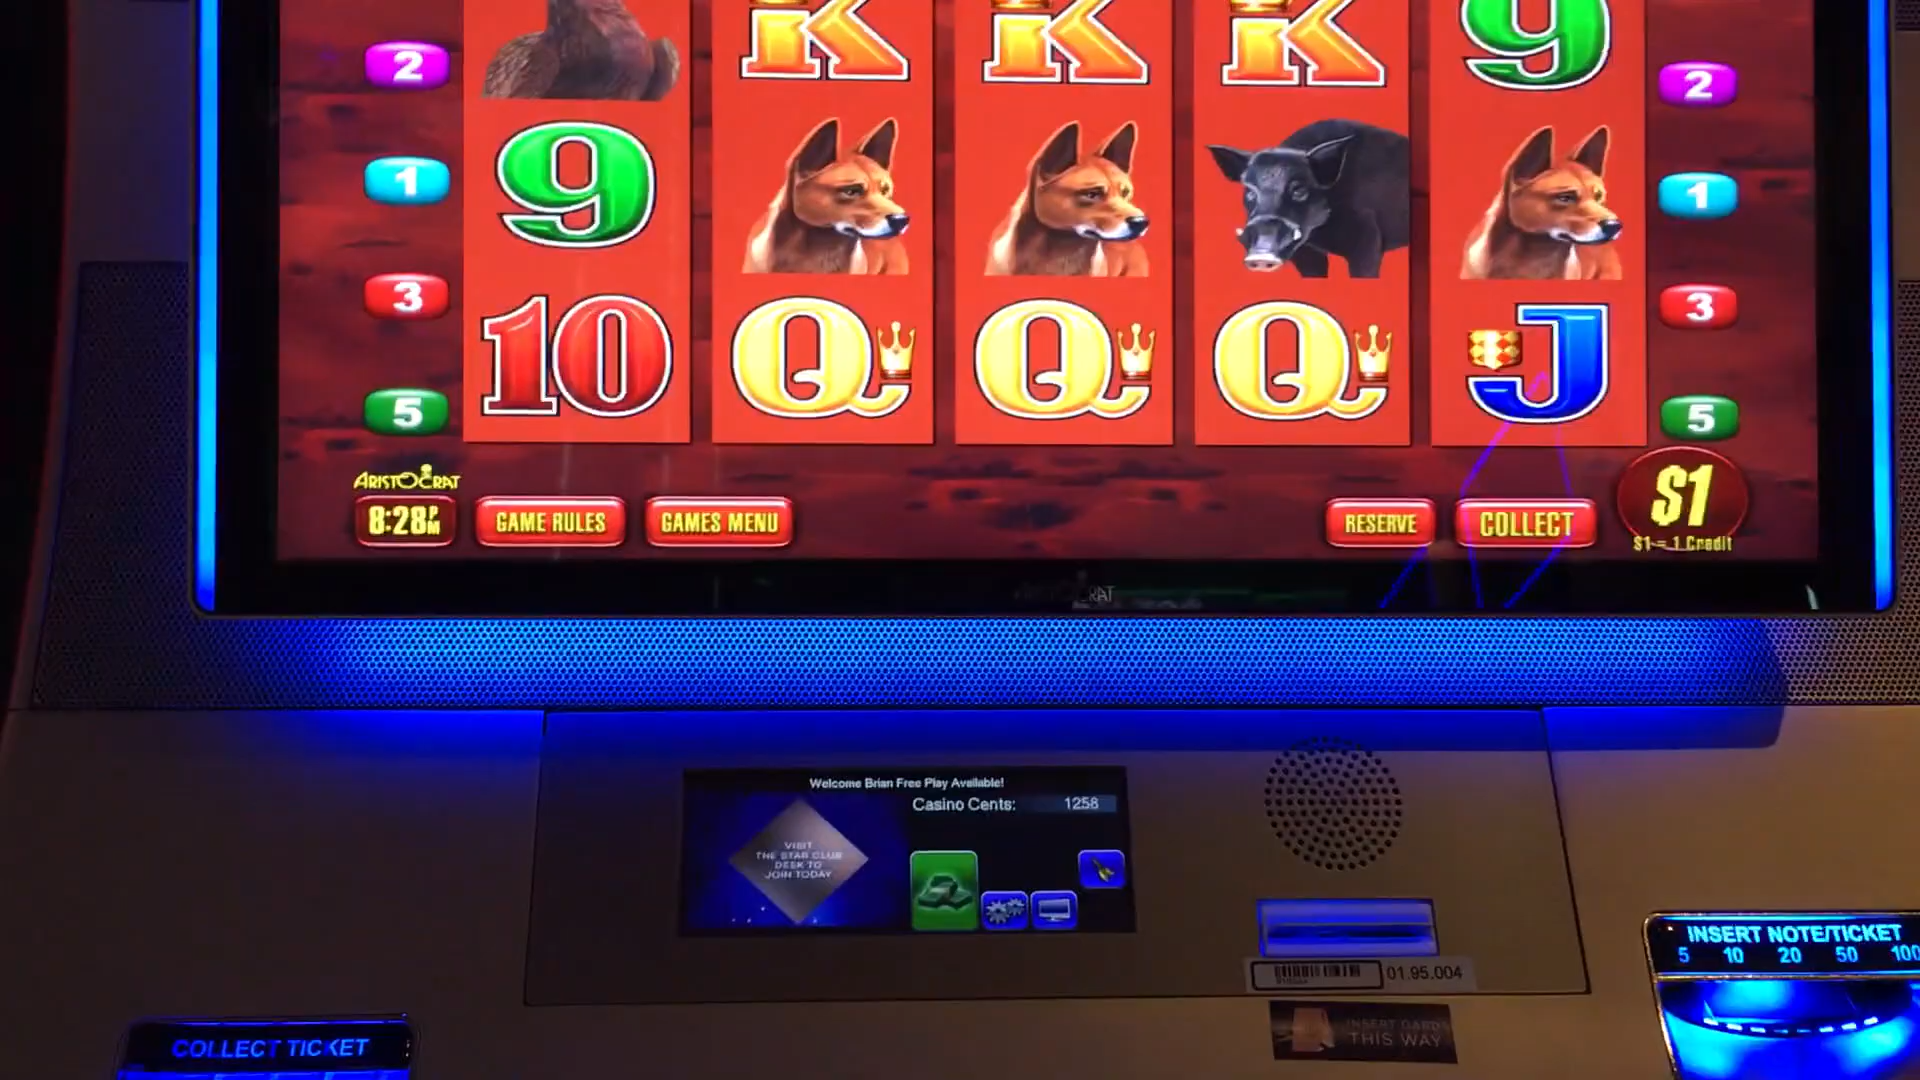 K K K 9
2 2
9
1 1
3 3
10 Q Q Q J
5 5
ARISTOCRAT
8:28 PM GAME RULES GAMES MENU RESERVE COLLECT $1
$1 = 1 Credit
Welcome Brian Free Play Available!
Casino Cents: 1258
VISIT
THE STAR CLUB
DESK TO
JOIN TODAY
INSERT NOTE/TICKET
5 10 20 50 100
01.95.004
INSERT CARDS
THIS WAY
COLLECT TICKET